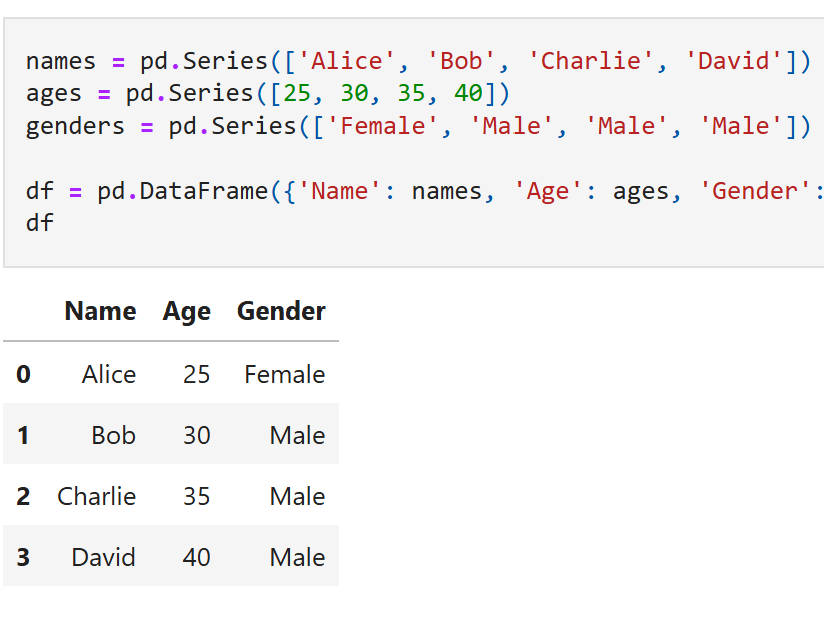 names = pd.Series(['Alice', 'Bob', 'Charlie', 'David'])
ages = pd.Series([25, 30, 35, 40])
genders = pd.Series(['Female', 'Male', 'Male', 'Male'])
df = pd.DataFrame({'Name': names, 'Age': ages, 'Gender':
df
Name Age Gender
0 Alice 25 Female
1 Bob 30 Male
2 Charlie 35 Male
3 David 40 Male